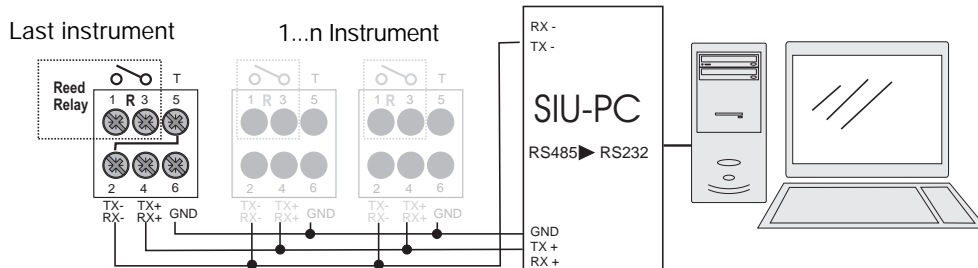 Last instrument
1...n Instrument
Reed
Relay
T
1 R 3 5
2 4 6
TX- TX+ GND
RX- RX+
T
1 R 3 5
2 4 6
TX- TX+ GND
RX- RX+
T
1 R 3 5
2 4 6
TX- TX+ GND
RX- RX+
RX -
TX -
SIU-PC
RS485▶ RS232
GND
TX +
RX +